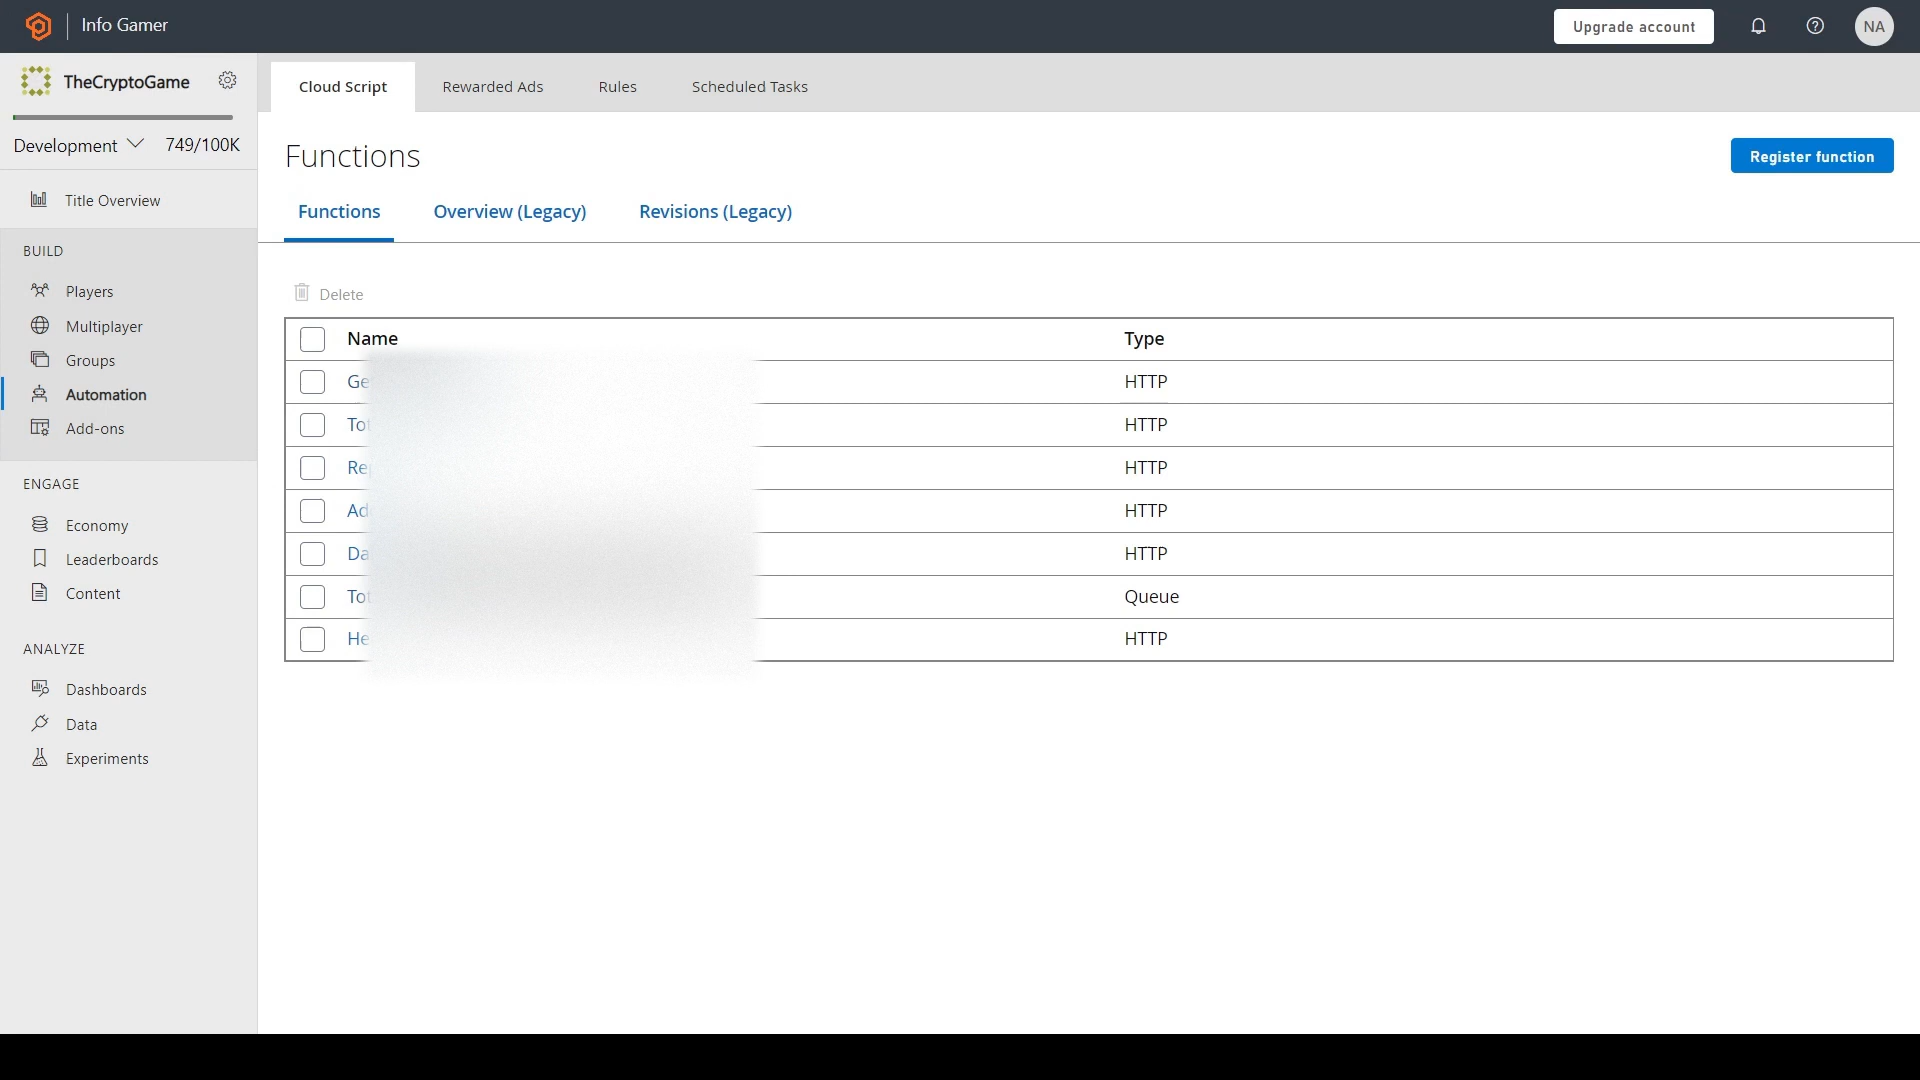 Info Gamer
Upgrade account
NA
TheCryptoGame
Development 749/100K
Title Overview
BUILD
Players
Multiplayer
Groups
Automation
Add-ons
ENGAGE
Economy
Leaderboards
Content
ANALYZE
Dashboards
Data
Experiments
Cloud Script Rewarded Ads Rules Scheduled Tasks
Functions
Register function
Functions Overview (Legacy) Revisions (Legacy)
Delete
Name Type
HTTP
HTTP
HTTP
HTTP
HTTP
Queue
HTTP